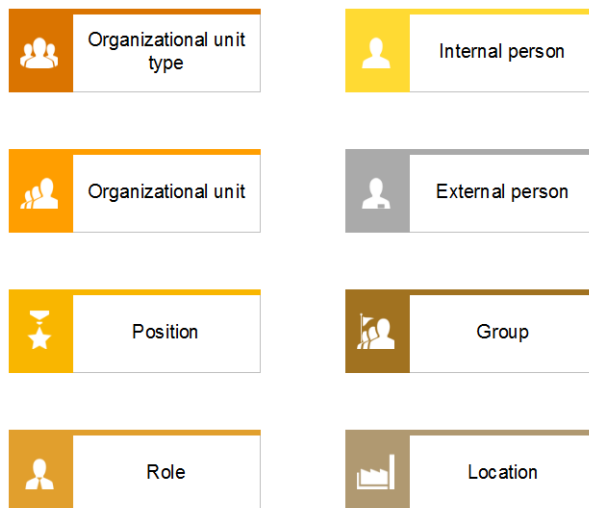 Organizational unit
type
Internal person
Organizational unit
External person
Position
Group
Role
Location